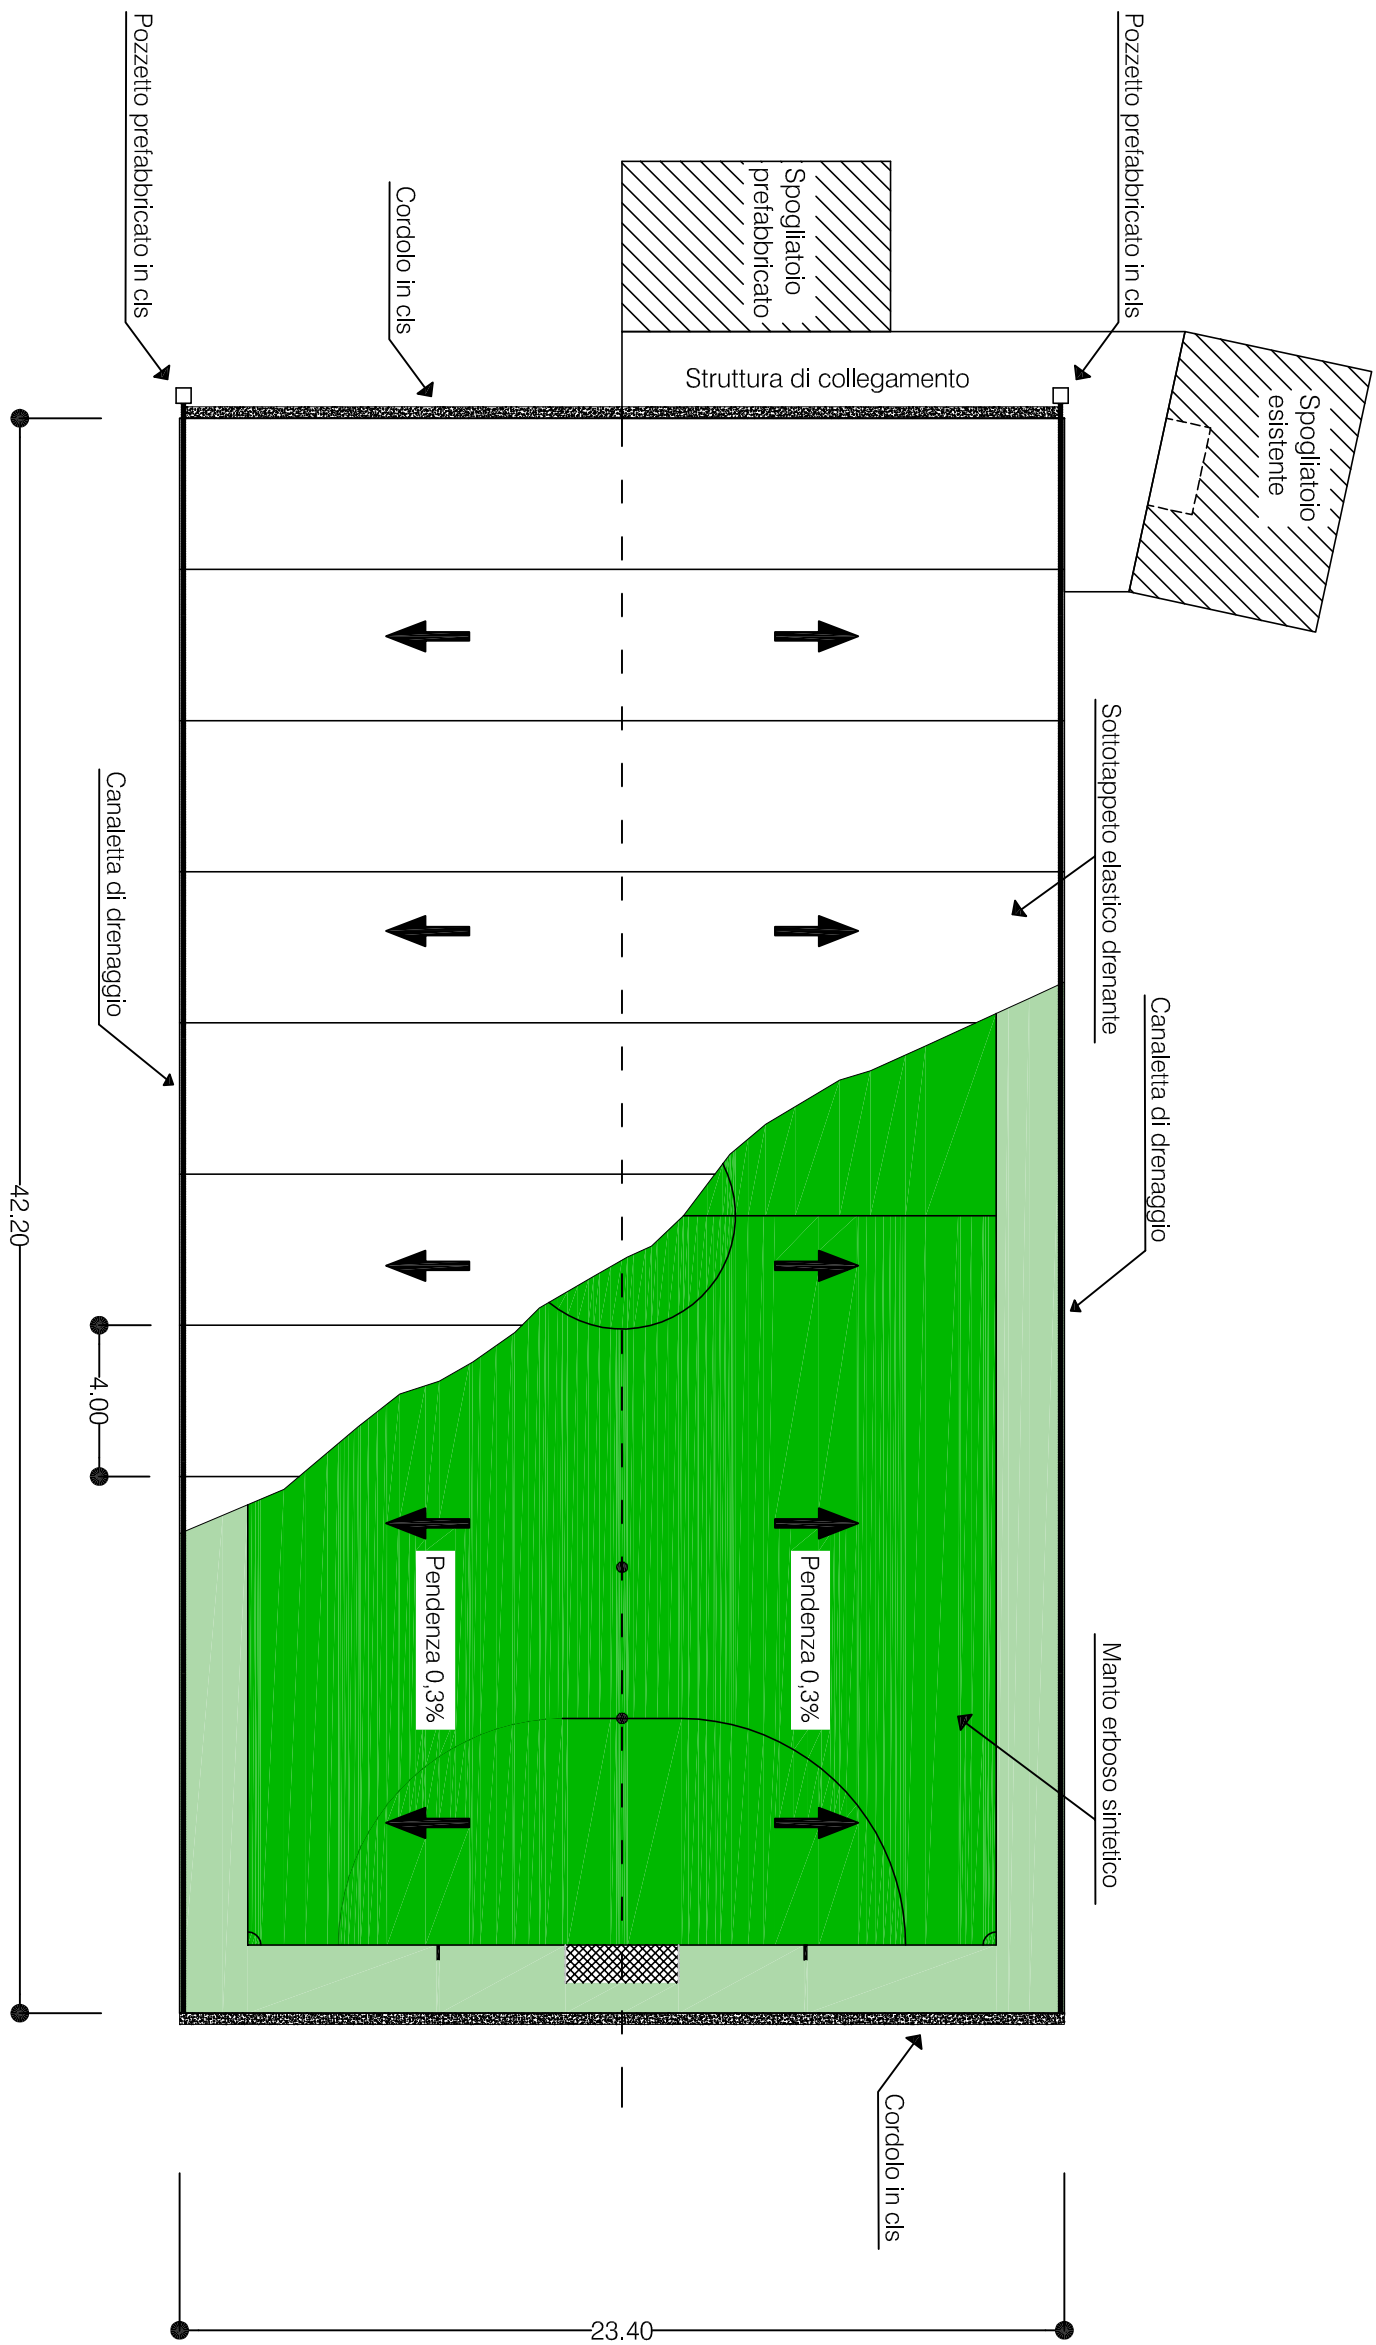 Pozzetto prefabbricato in cls
Pozzetto prefabbricato in cls
Cordolo in cls
Spogliatoio
prefabbricato
Struttura di collegamento
Spogliatoio
esistente
Sottotappeto elastico drenante
Canaletta di drenaggio
Canaletta di drenaggio
42.20
4.00
Pendenza 0,3%
Pendenza 0,3%
Manto erboso sintetico
Cordolo in cls
23.40